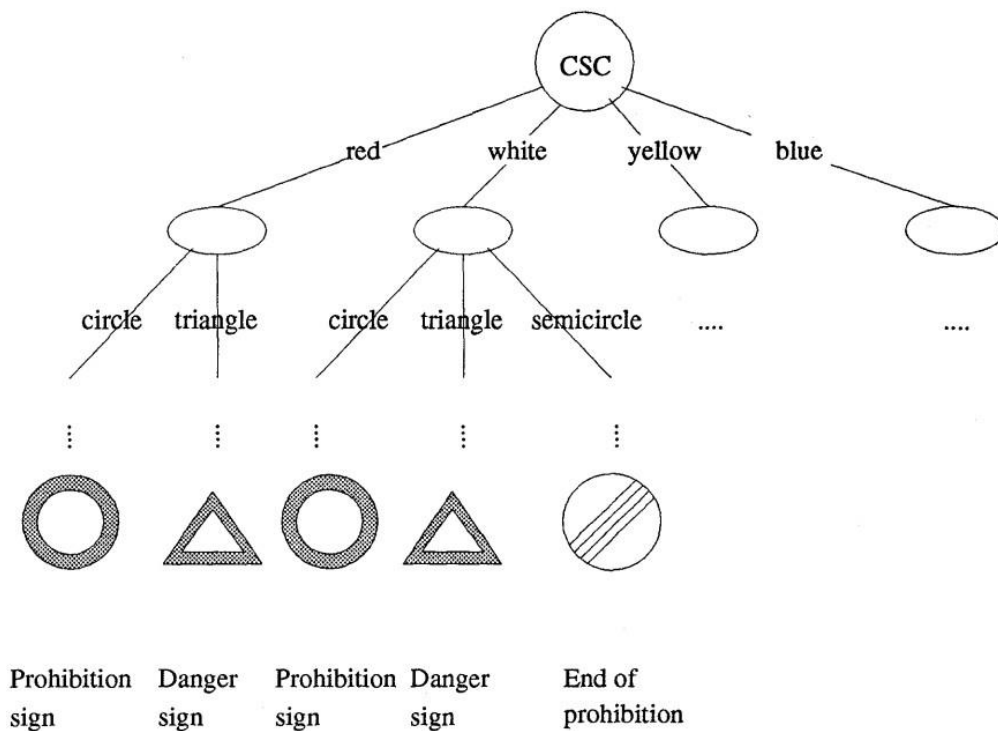 CSC
red white yellow blue
circle triangle circle triangle semicircle .... ....
Prohibition sign
Danger sign
Prohibition sign
Danger sign
End of prohibition